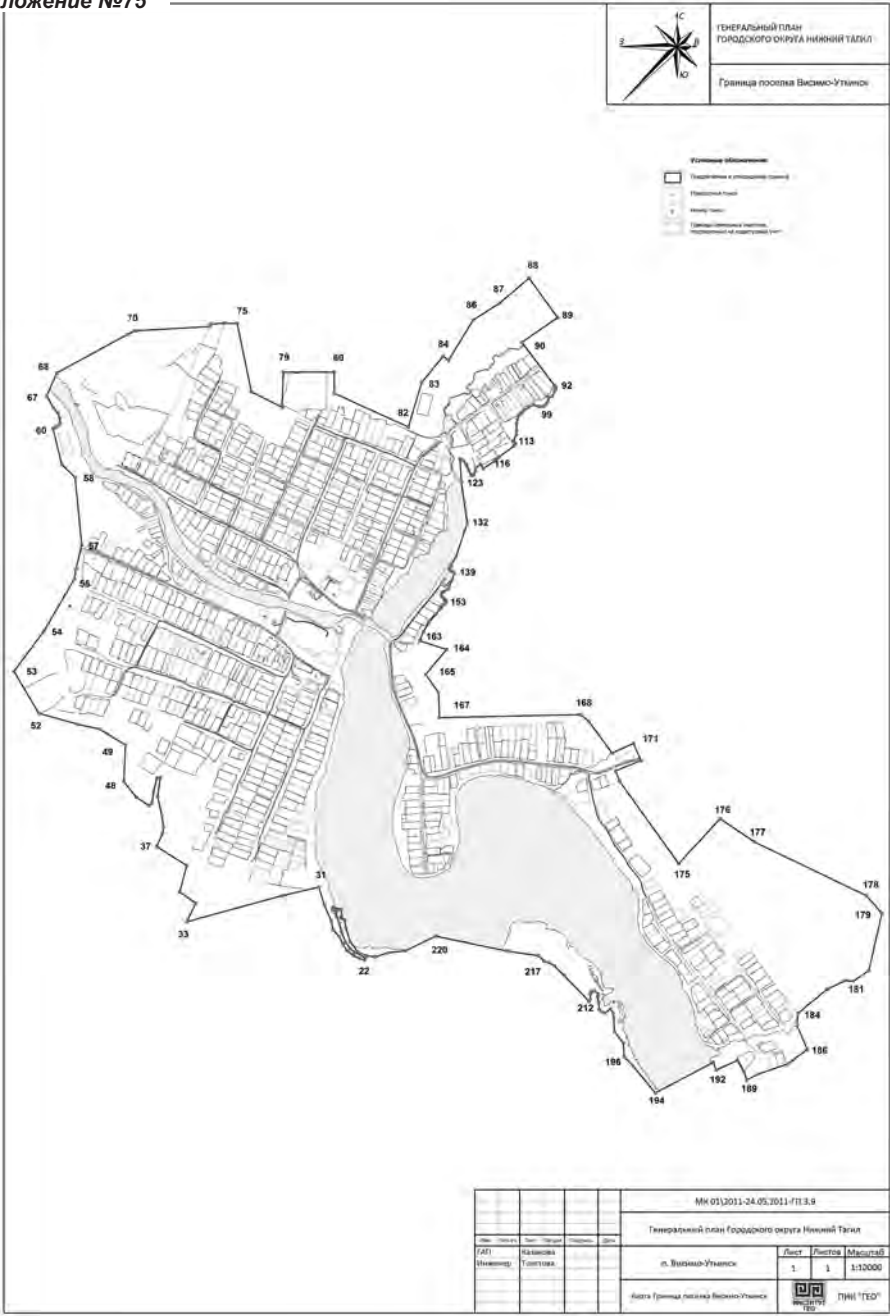 ложение №75
С
З
В
Ю
ГЕНЕРАЛЬНЫЙ ПЛАН
ГОРОДСКОГО ОКРУГА НИЖНИЙ ТАГИЛ
Граница поселка Висимо-Уткинск
Условные обозначения
88
87
86
89
75
70
84
90
79
80
68
83
92
67
82
99
60
113
116
58
123
132
57
139
56
153
54
163
164
53
165
52
167
168
49
171
48
176
177
37
175
31
178
179
33
220
22
217
181
212
184
186
196
192
189
194
МК 01\2011-24.05.2011-ГП.3.9
Генеральный план Городского округа Нижний Тагил
Дата
ГАП Казакова
Инженер Толстова
п. Висимо-Уткинск
Лист Листов Масштаб
1 1 1:10000
Карта Граница поселка Висимо-Уткинск
ИНСТИТУТ
ГЕО
"ГЕО"